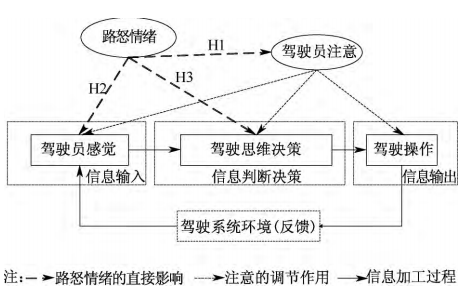 路怒情绪
H1
驾驶员注意
H2
H3
驾驶员感觉
驾驶思维决策
驾驶操作
信息输入
信息判断决策
信息输出
驾驶系统环境(反馈)
注: 路怒情绪的直接影响 注意的调节作用 信息加工过程